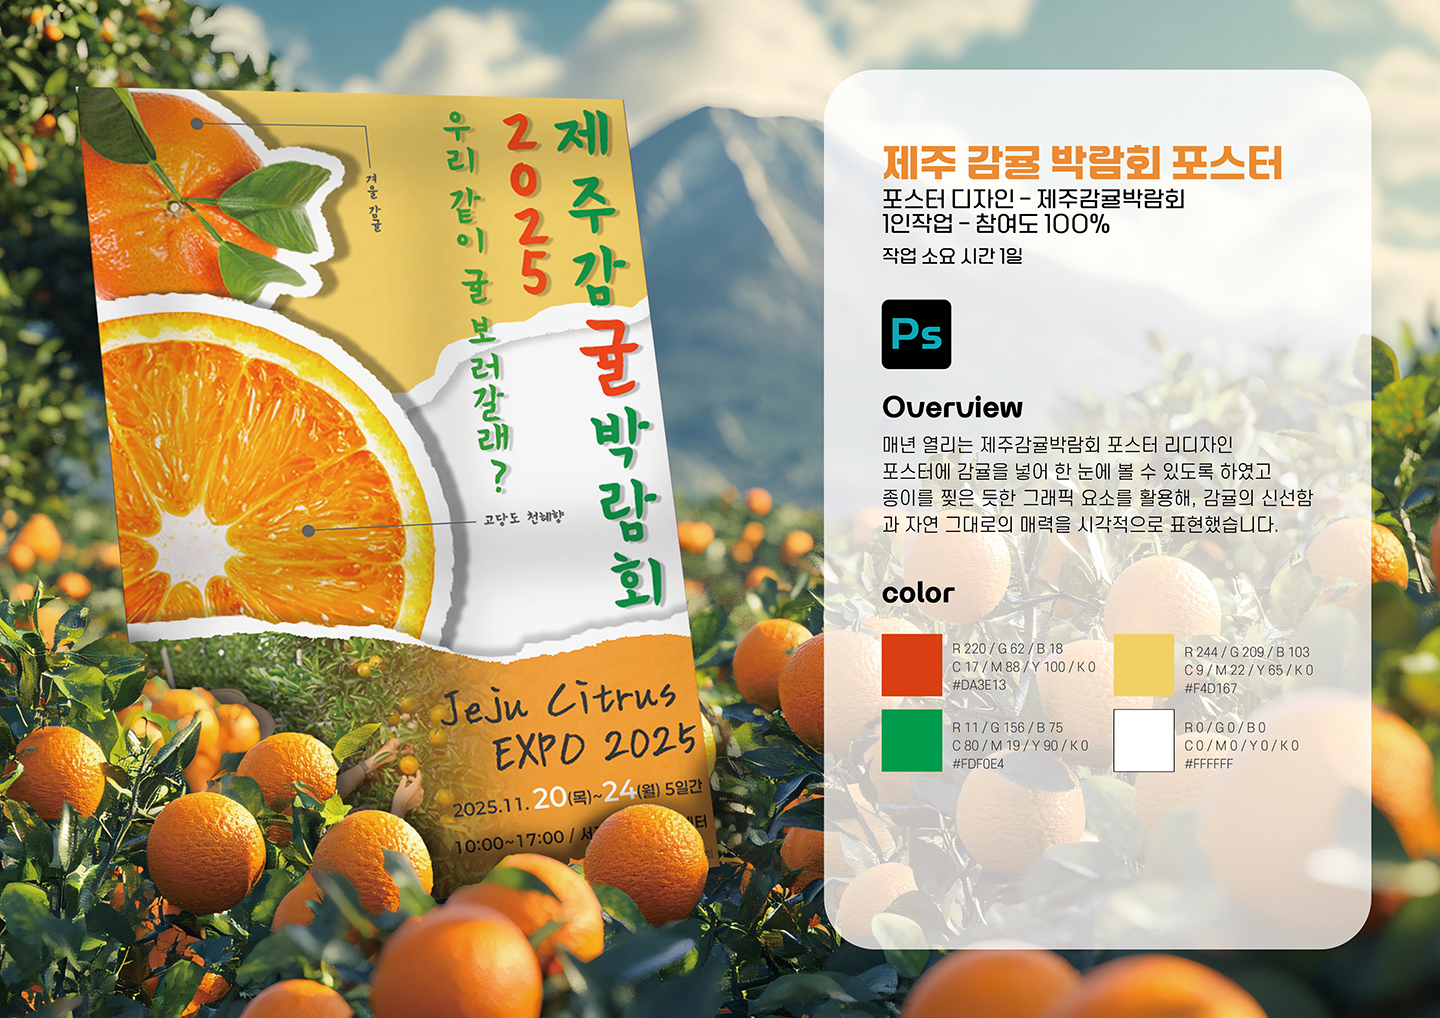 제주감귤박람회
2025
우리 같이 귤 보러갈래?
겨울 감귤
고당도 천혜향
Jeju Citrus
EXPO 2025
2025.11. 20(목)~24(월) 5일간
10:00~17:00 /
제주 감귤 박람회 포스터
포스터 디자인 - 제주감귤박람회
1인작업 - 참여도 100%
작업 소요 시간 1일
Ps
Overview
매년 열리는 제주감귤박람회 포스터 리디자인
포스터에 감귤을 넣어 한 눈에 볼 수 있도록 하였고
종이를 찢은 듯한 그래픽 요소를 활용해, 감귤의 신선함
과 자연 그대로의 매력을 시각적으로 표현했습니다.
color
R 220 / G 62 / B 18
C 17 / M 88 / Y 100 / K 0
#DA3E13
R 244 / G 209 / B 103
C 9 / M 22 / Y 65 / K 0
#F4D167
R 11 / G 156 / B 75
C 80 / M 19 / Y 90 / K 0
#FDF0E4
R 0 / G 0 / B 0
C 0 / M 0 / Y 0 / K 0
#FFFFFF